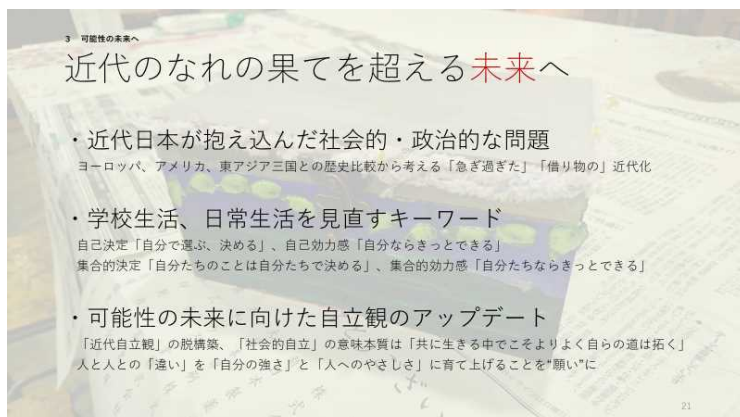 3　可能性の未来へ
近代のなれの果てを超える未来へ
・近代日本が抱え込んだ社会的・政治的な問題
ヨーロッパ、アメリカ、東アジア三国との歴史比較から考える「急ぎ過ぎた」「借り物の」近代化
・学校生活、日常生活を見直すキーワード
自己決定「自分で選ぶ、決める」、自己効力感「自分ならきっとできる」
集合的決定「自分たちのことは自分たちで決める」、集合的効力感「自分たちならきっとできる」
・可能性の未来に向けた自立観のアップデート
「近代自立観」の脱構築、「社会的自立」の意味本質は「共に生きる中でこそよりよく自らの道は拓く」
人と人との「違い」を「自分の強さ」と「人へのやさしさ」に育て上げることを“願い”に
21